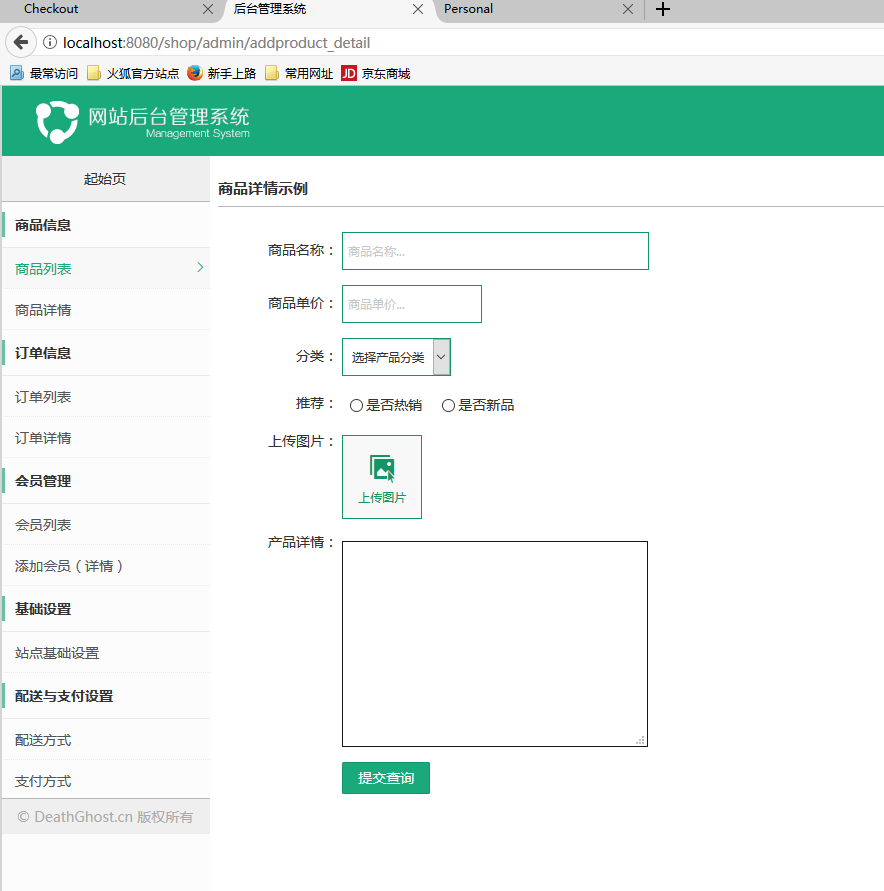 Checkout
后台管理系统
Personal
localhost:8080/shop/admin/addproduct_detail
最常访问
火狐官方站点
新手上路
常用网址
JD
京东商城
网站后台管理系统
Management System
起始页
商品信息
商品列表
商品详情
订单信息
订单列表
订单详情
会员管理
会员列表
添加会员（详情）
基础设置
站点基础设置
配送与支付设置
配送方式
支付方式
© DeathGhost.cn 版权所有
商品详情示例
商品名称：
商品名称...
商品单价：
商品单价...
分类：
选择产品分类
推荐：
是否热销
是否新品
上传图片：
上传图片
产品详情：
提交查询